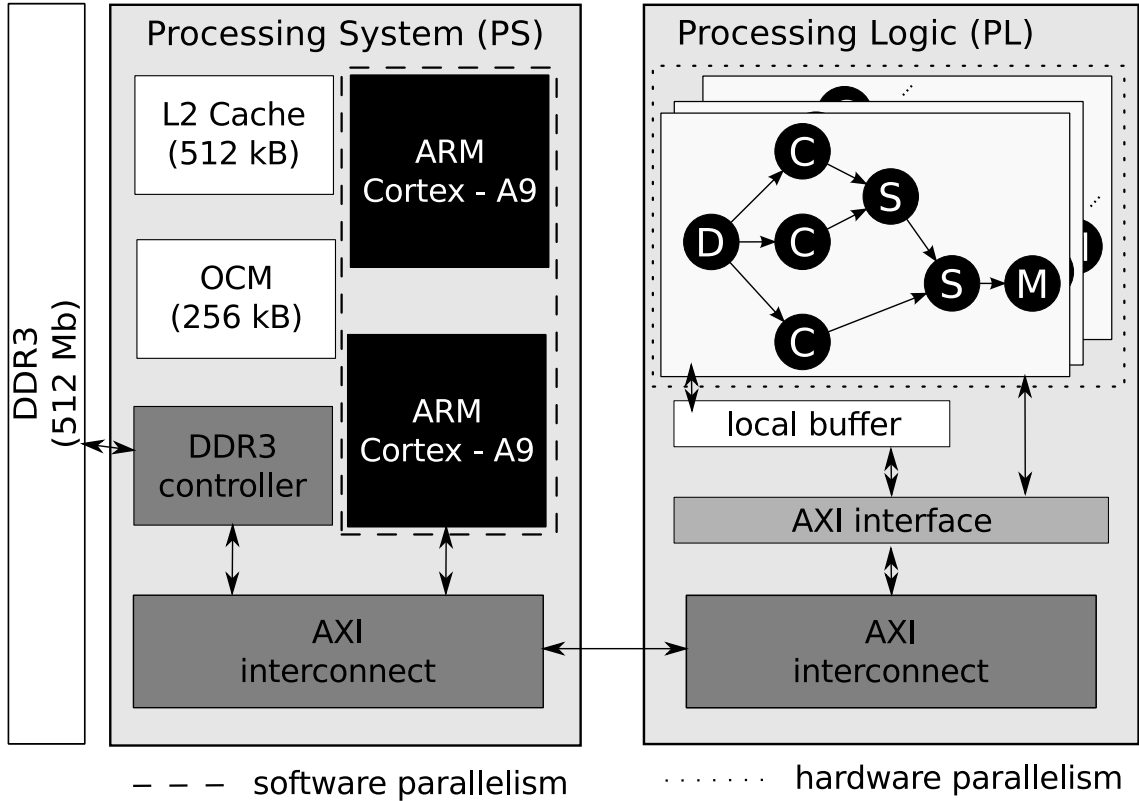 DDR3
(512 Mb)
Processing System (PS)
L2 Cache
(512 kB)
ARM
Cortex - A9
OCM
(256 kB)
ARM
Cortex - A9
DDR3
controller
AXI
interconnect
Processing Logic (PL)
C
S
D
C
S
M
C
local buffer
AXI interface
AXI
interconnect
software parallelism
hardware parallelism